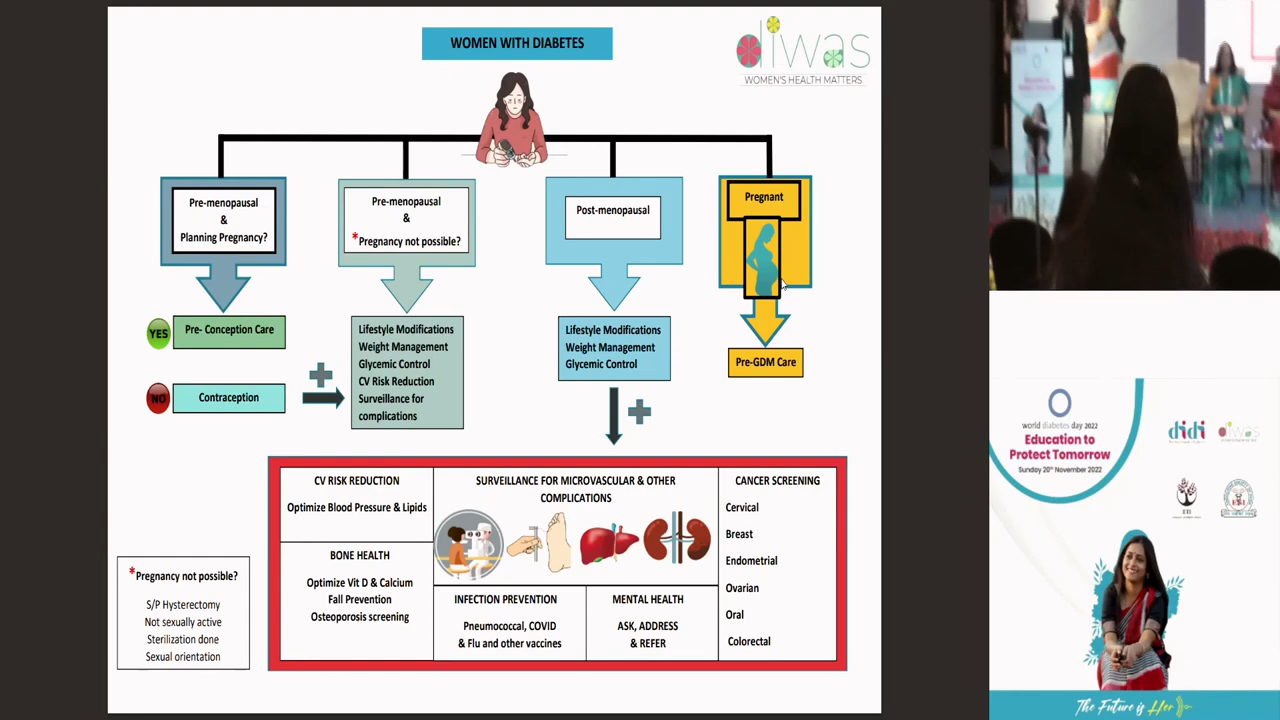 WOMEN WITH DIABETES
diwas
WOMEN'S HEALTH MATTERS
Pre-menopausal
&
Planning Pregnancy?
Pre-menopausal
&
*Pregnancy not possible?
Post-menopausal
Pregnant
YES
Pre- Conception Care
NO
Contraception
Lifestyle Modifications
Weight Management
Glycemic Control
CV Risk Reduction
Surveillance for
complications
Lifestyle Modifications
Weight Management
Glycemic Control
Pre-GDM Care
CV RISK REDUCTION
Optimize Blood Pressure & Lipids
BONE HEALTH
Optimize Vit D & Calcium
Fall Prevention
Osteoporosis screening
SURVEILLANCE FOR MICROVASCULAR & OTHER
COMPLICATIONS
INFECTION PREVENTION
Pneumococcal, COVID
& Flu and other vaccines
MENTAL HEALTH
ASK, ADDRESS
& REFER
CANCER SCREENING
Cervical
Breast
Endometrial
Ovarian
Oral
Colorectal
*Pregnancy not possible?
S/P Hysterectomy
Not sexually active
Sterilization done
Sexual orientation
world diabetes day 2022
Education to
Protect Tomorrow
Sunday 20th November 2022
didi
diwas
The Future is Her